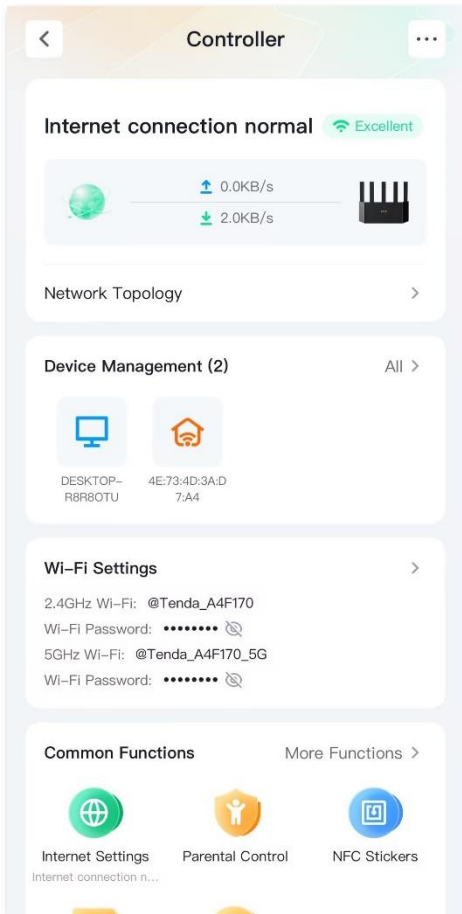 Controller
Internet connection normal
Excellent
0.0KB/s
2.0KB/s
Network Topology
Device Management (2)
All
DESKTOP-
R8R8OTU
4E:73:4D:3A:D
7:A4
Wi-Fi Settings
2.4GHz Wi-Fi: @Tenda_A4F170
Wi-Fi Password: ••••••••
5GHz Wi-Fi: @Tenda_A4F170_5G
Wi-Fi Password: ••••••••
Common Functions
More Functions
Internet Settings
Internet connection n...
Parental Control
NFC Stickers